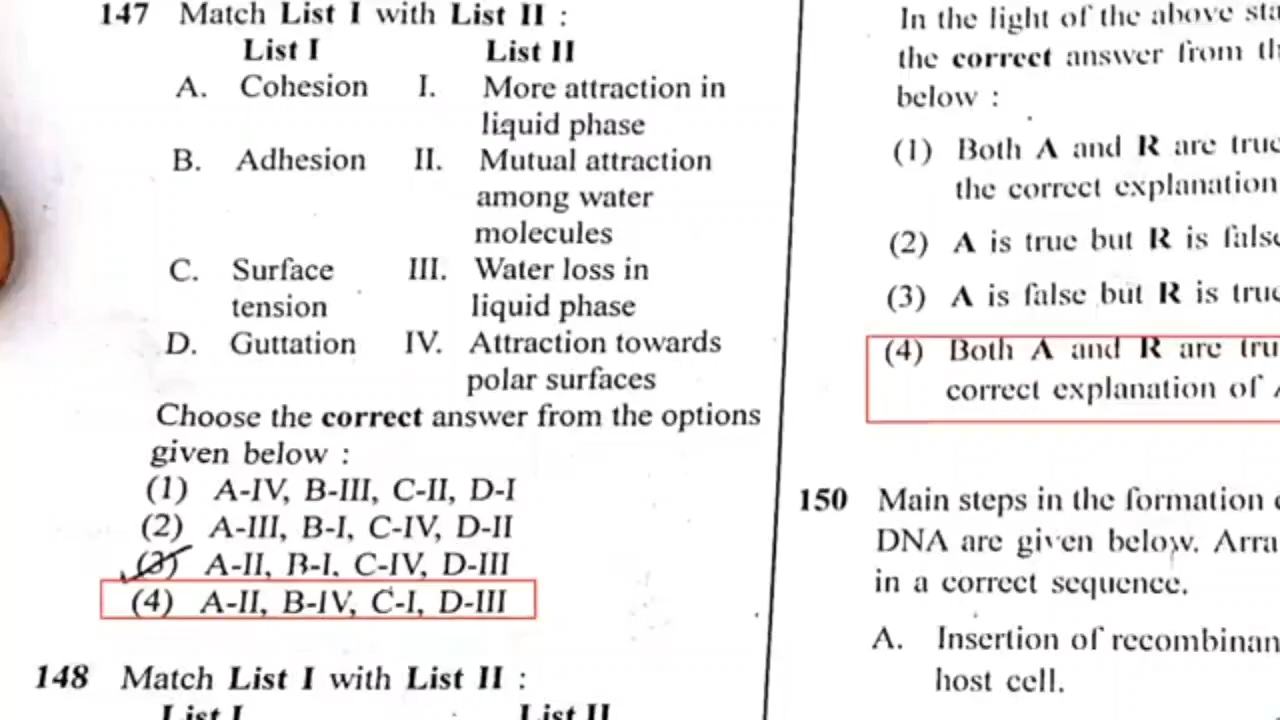 147 Match List I with List II :
List I List II
A. Cohesion I. More attraction in
liquid phase
B. Adhesion II. Mutual attraction
among water
molecules
C. Surface III. Water loss in
tension liquid phase
D. Guttation IV. Attraction towards
polar surfaces
Choose the correct answer from the options
given below :
(1) A-IV, B-III, C-II, D-I
(2) A-III, B-I, C-IV, D-II
(3) A-II, B-I, C-IV, D-III
(4) A-II, B-IV, C-I, D-III
148 Match List I with List II :
List I List II
In the light of the above
the correct answer from
below :
(1) Both A and R are true
the correct explanation
(2) A is true but R is false
(3) A is false but R is true
(4) Both A and R are
correct explanation of
150 Main steps in the formation
DNA are given below.
in a correct sequence.
A. Insertion of
host cell.